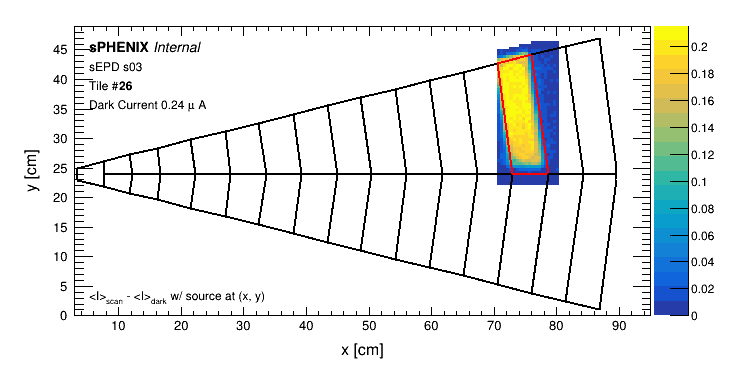 sPHENIX Internal
sEPD s03
Tile #26
Dark Current 0.24 μ A
<I>scan - <I>dark w/ source at (x, y)
y [cm]
45
40
35
30
25
20
15
10
5
0
10 20 30 40 50 60 70 80 90
x [cm]
0.2
0.18
0.16
0.14
0.12
0.1
0.08
0.06
0.04
0.02
0